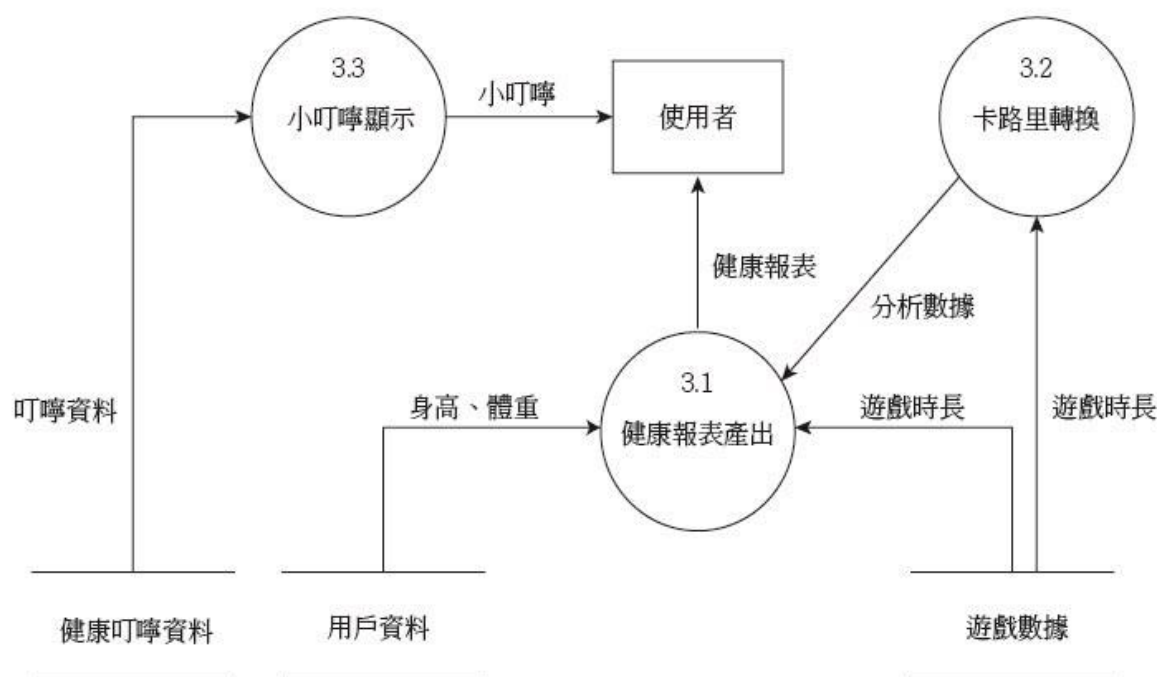 3.3
小叮嚀顯示
小叮嚀
使用者
3.2
卡路里轉換
健康報表
分析數據
叮嚀資料
身高、體重
3.1
健康報表產出
遊戲時長
遊戲時長
健康叮嚀資料
用戶資料
遊戲數據